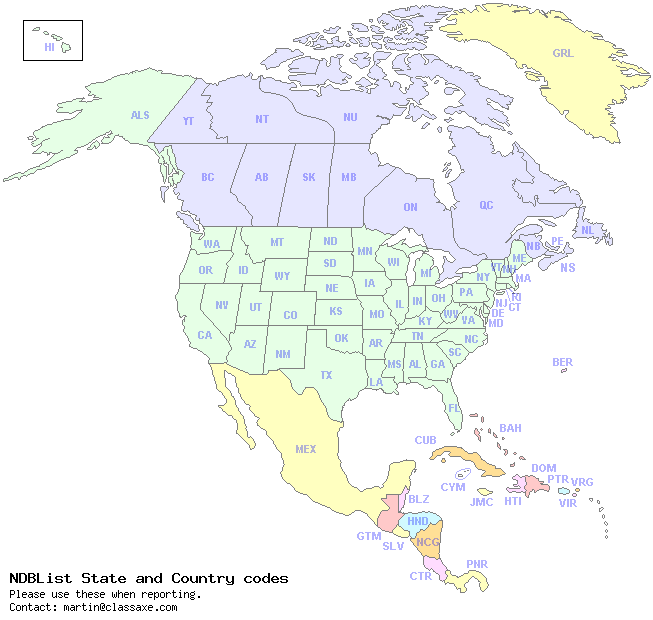 HI
GRL
ALS
YT
NT
NU
BC
AB
SK
MB
ON
QC
NL
WA
MT
ND
MN
NB
PE
NS
OR
ID
WY
SD
WI
MI
NY
VT
NH
ME
MA
NV
UT
CO
NE
IA
IL
IN
OH
PA
NJ
RI
CT
CA
AZ
NM
KS
MO
KY
WV
VA
DE
MD
OK
AR
TN
NC
TX
LA
MS
AL
GA
SC
FL
BER
BAH
MEX
CUB
CYM
JMC
HTI
DOM
PTR
VRG
VIR
BLZ
GTM
HND
SLV
NCG
CTR
PNR
NDBList State and Country codes
Please use these when reporting.
Contact: martin@classaxe.com